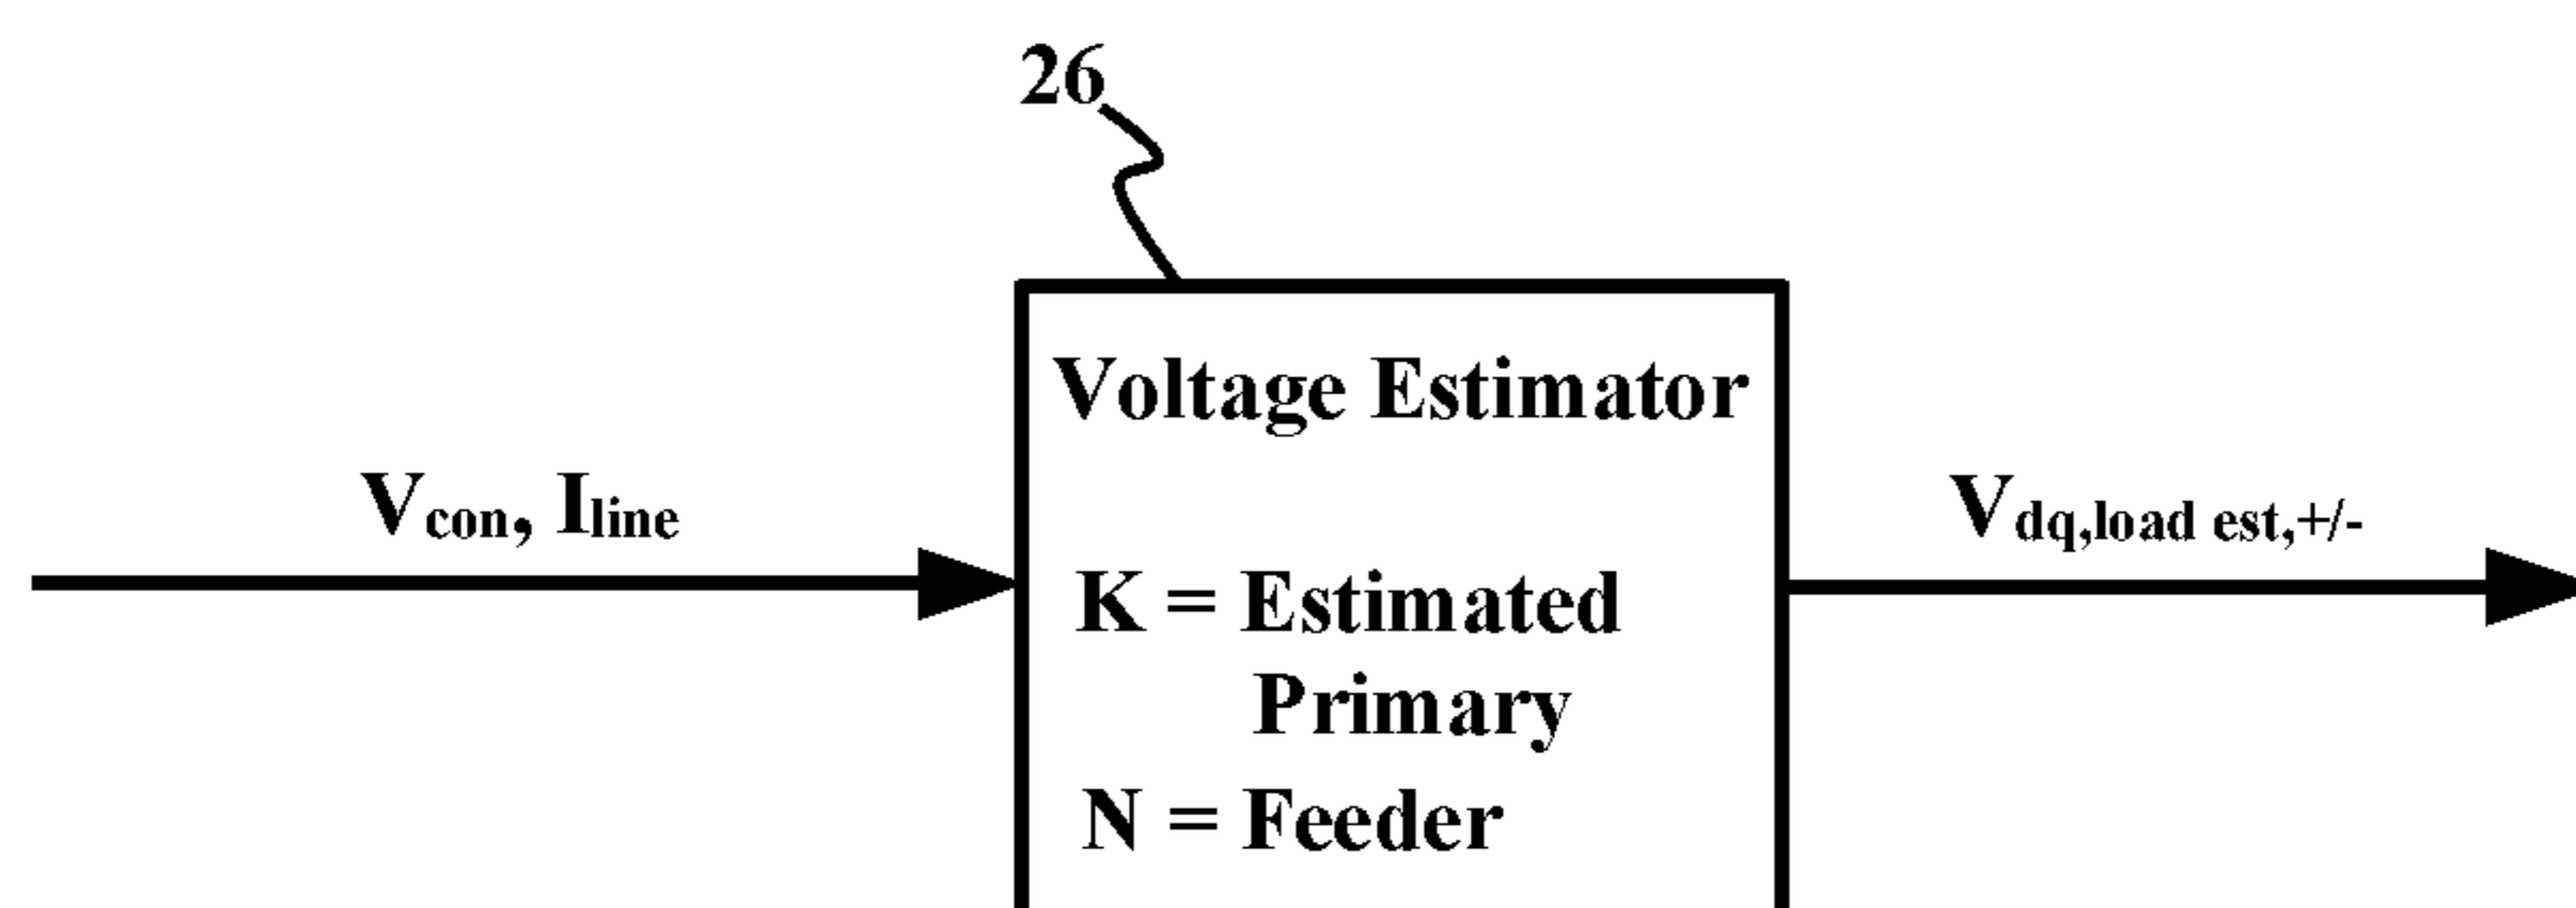 26
Voltage Estimator
Vcon, Iline
Vdq,load est,+/-
K = Estimated
Primary
N = Feeder